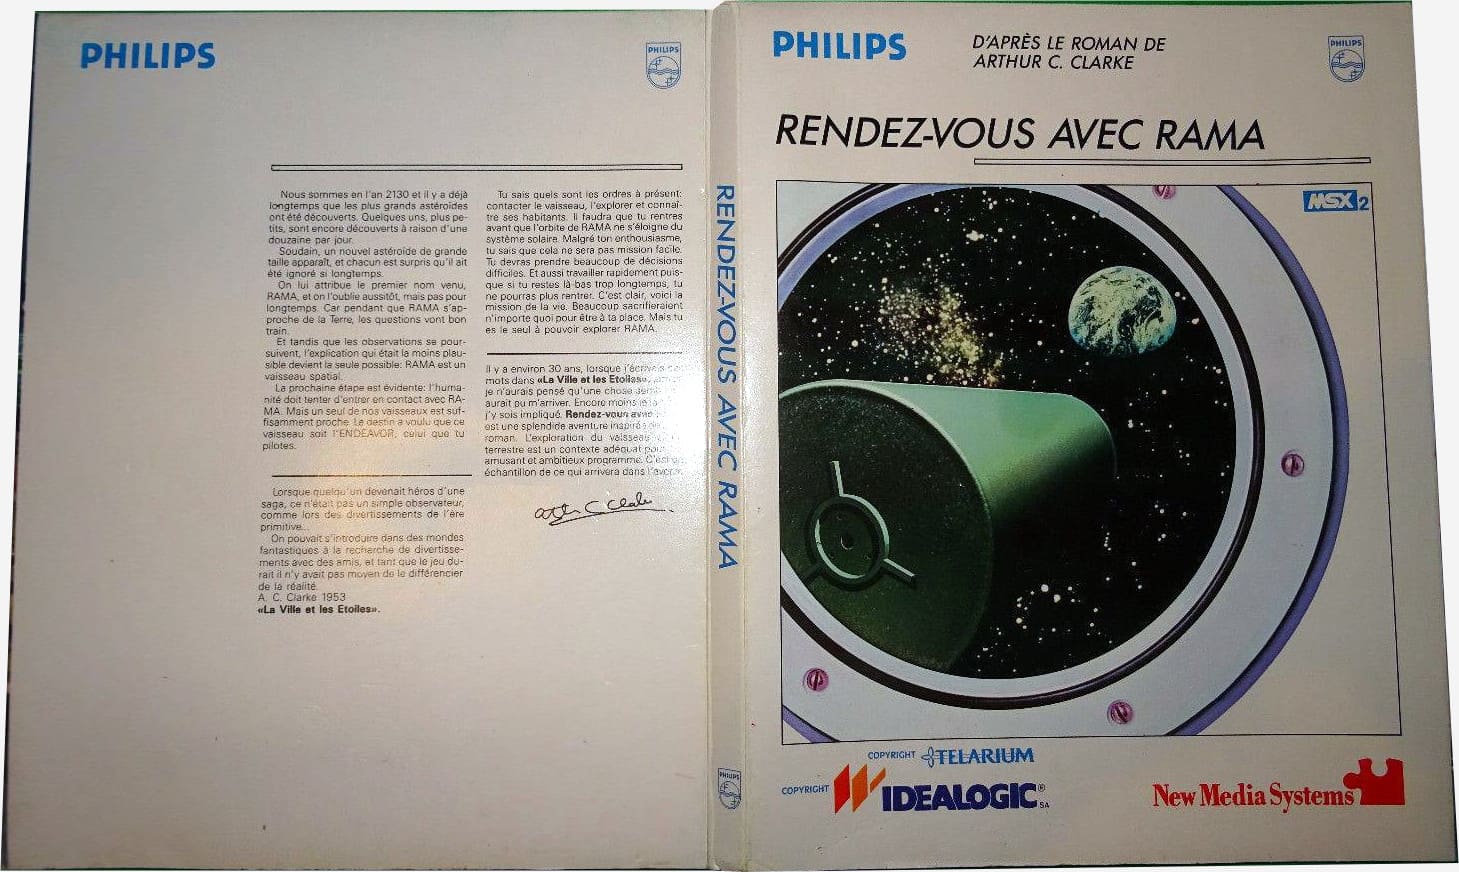 PHILIPS
PHILIPS
Nous sommes en l'an 2130 et il y a déjà
longtemps que les plus grands astéroïdes
ont été découverts. Quelques uns, plus pe-
tits, sont encore découverts à raison d'une
douzaine par jour.
Soudain, un nouvel astéroïde de grande
taille apparaît, et chacun est surpris qu'il ait
été ignoré si longtemps.
On lui attribue le premier nom venu,
RAMA, et on l'oublie aussitôt, mais pas pour
longtemps. Car pendant que RAMA s'ap-
proche de la Terre, les questions vont bon
train.
Et tandis que les observations se pour-
suivent, l'explication qui était la moins plau-
sible devient la seule possible: RAMA est un
vaisseau spatial.
La prochaine étape est évidente: l'huma-
nité doit tenter d'entrer en contact avec RA-
MA. Mais un seul de nos vaisseaux est suf-
fisamment proche. Le destin a voulu que ce
vaisseau soit l'ENDEAVOR, celui que tu
pilotes.
Lorsque quelqu'un devenait héros d'une
saga, ce n'était pas un simple observateur,
comme lors des divertissements de l'ère
primitive...
On pouvait s'introduire dans des mondes
fantastiques à la recherche de divertisse-
ments avec des amis, et tant que le jeu du-
rait il n'y avait pas moyen de le différencier
de la réalité.
A. C. Clarke 1953
«La Ville et les Etoiles».
Tu sais quels sont les ordres à présent:
contacter le vaisseau, l'explorer et connaî-
tre ses habitants. Il faudra que tu rentres
avant que l'orbite de RAMA ne s'éloigne du
système solaire. Malgré ton enthousiasme,
tu sais que cela ne sera pas mission facile.
Tu devras prendre beaucoup de décisions
difficiles. Et aussi travailler rapidement puis-
que si tu restes là-bas trop longtemps, tu
ne pourras plus rentrer. C'est clair, voici la
mission de la vie. Beaucoup sacrifieraient
n'importe quoi pour être à ta place. Mais tu
es le seul à pouvoir explorer RAMA.
Il y a environ 30 ans, lorsque j'écrivais ces
mots dans «La Ville et les Etoiles»,
je n'aurais pensé qu'une chose
aurait pu m'arriver. Encore moins
j'y sois impliqué. Rendez-vous avec
est une splendide aventure inspirée
roman. L'exploration du vaisseau
terrestre est un contexte adéquat pour
amusant et ambitieux programme. C'est
échantillon de ce qui arrivera dans l'avenir.
RENDEZ-VOUS AVEC RAMA
PHILIPS
PHILIPS
D'APRÈS LE ROMAN DE
ARTHUR C. CLARKE
PHILIPS
RENDEZ-VOUS AVEC RAMA
MSX 2
COPYRIGHT TELARIUM
COPYRIGHT IDEALOGIC® SA
New Media Systems